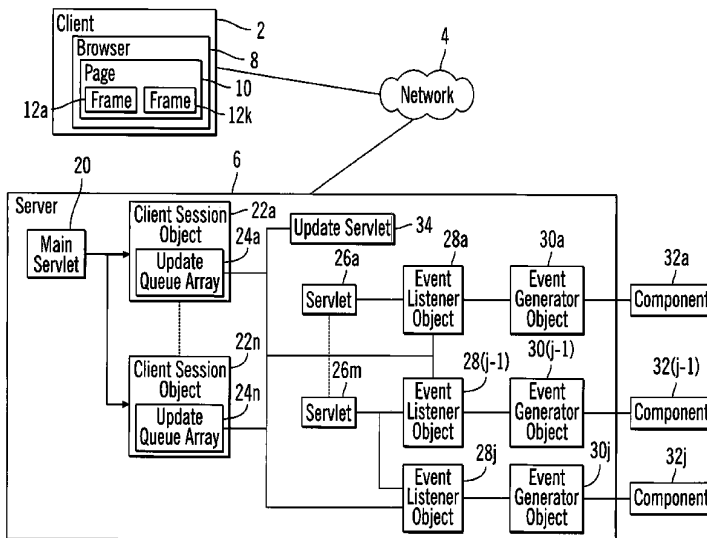 Client
2
Browser
8
Page
10
12a
Frame
Frame
12k
4
Network
6
Server
20
Main
Servlet
22a
Client Session
Object
24a
Update
Queue Array
22n
Client Session
Object
24n
Update
Queue Array
Update Servlet
34
26a
Servlet
28a
Event
Listener
Object
30a
Event
Generator
Object
32a
Component
26m
Servlet
28(j-1)
Event
Listener
Object
30(j-1)
Event
Generator
Object
32(j-1)
Component
28j
Event
Listener
Object
30j
Event
Generator
Object
32j
Component